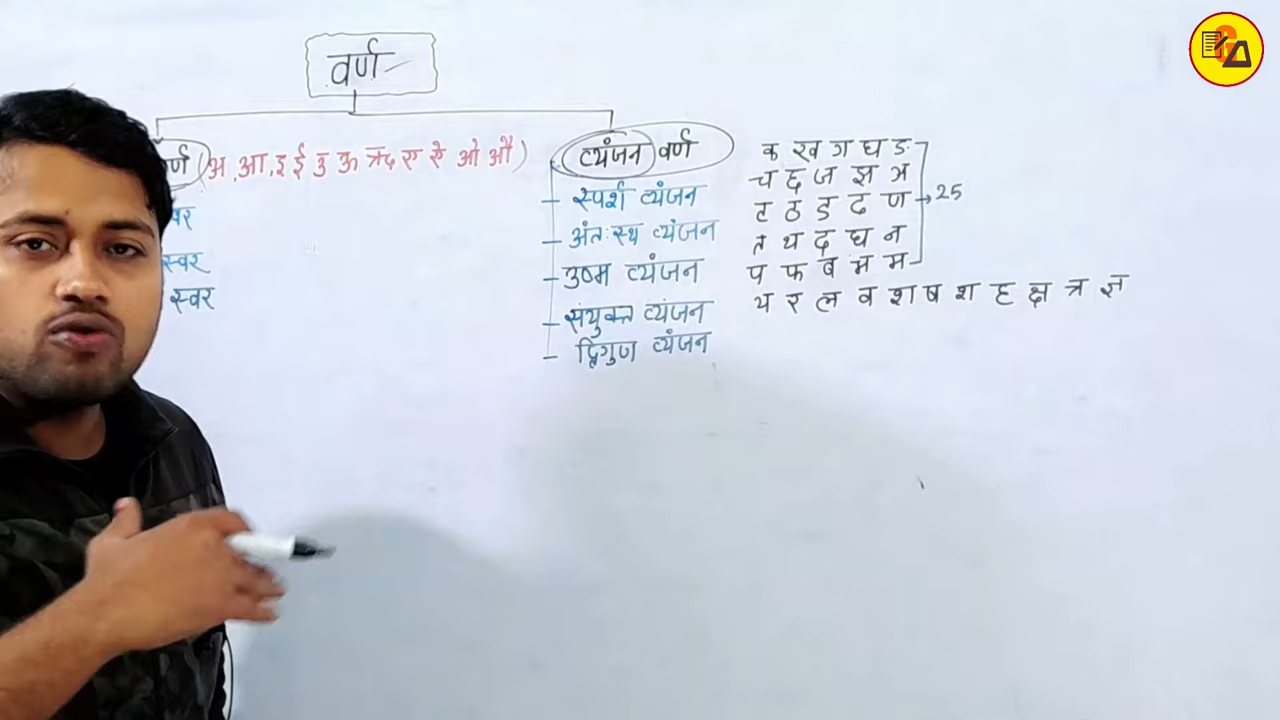 वर्ण
र्ण (अ, आ, इ ई उ ऊ ऋ ए ऐ ओ औ)
स्वर
स्वर
स्वर
व्यंजन वर्ण
- स्पर्श व्यंजन
- अंतःस्थ व्यंजन
- उष्म व्यंजन
- संयुक्त व्यंजन
- द्विगुण व्यंजन
क ख ग घ ङ
च छ ज झ ञ
ट ठ ड ढ ण → 25
त थ द ध न
प फ ब भ म
य र ल व श ष श ह क्ष त्र ज्ञ